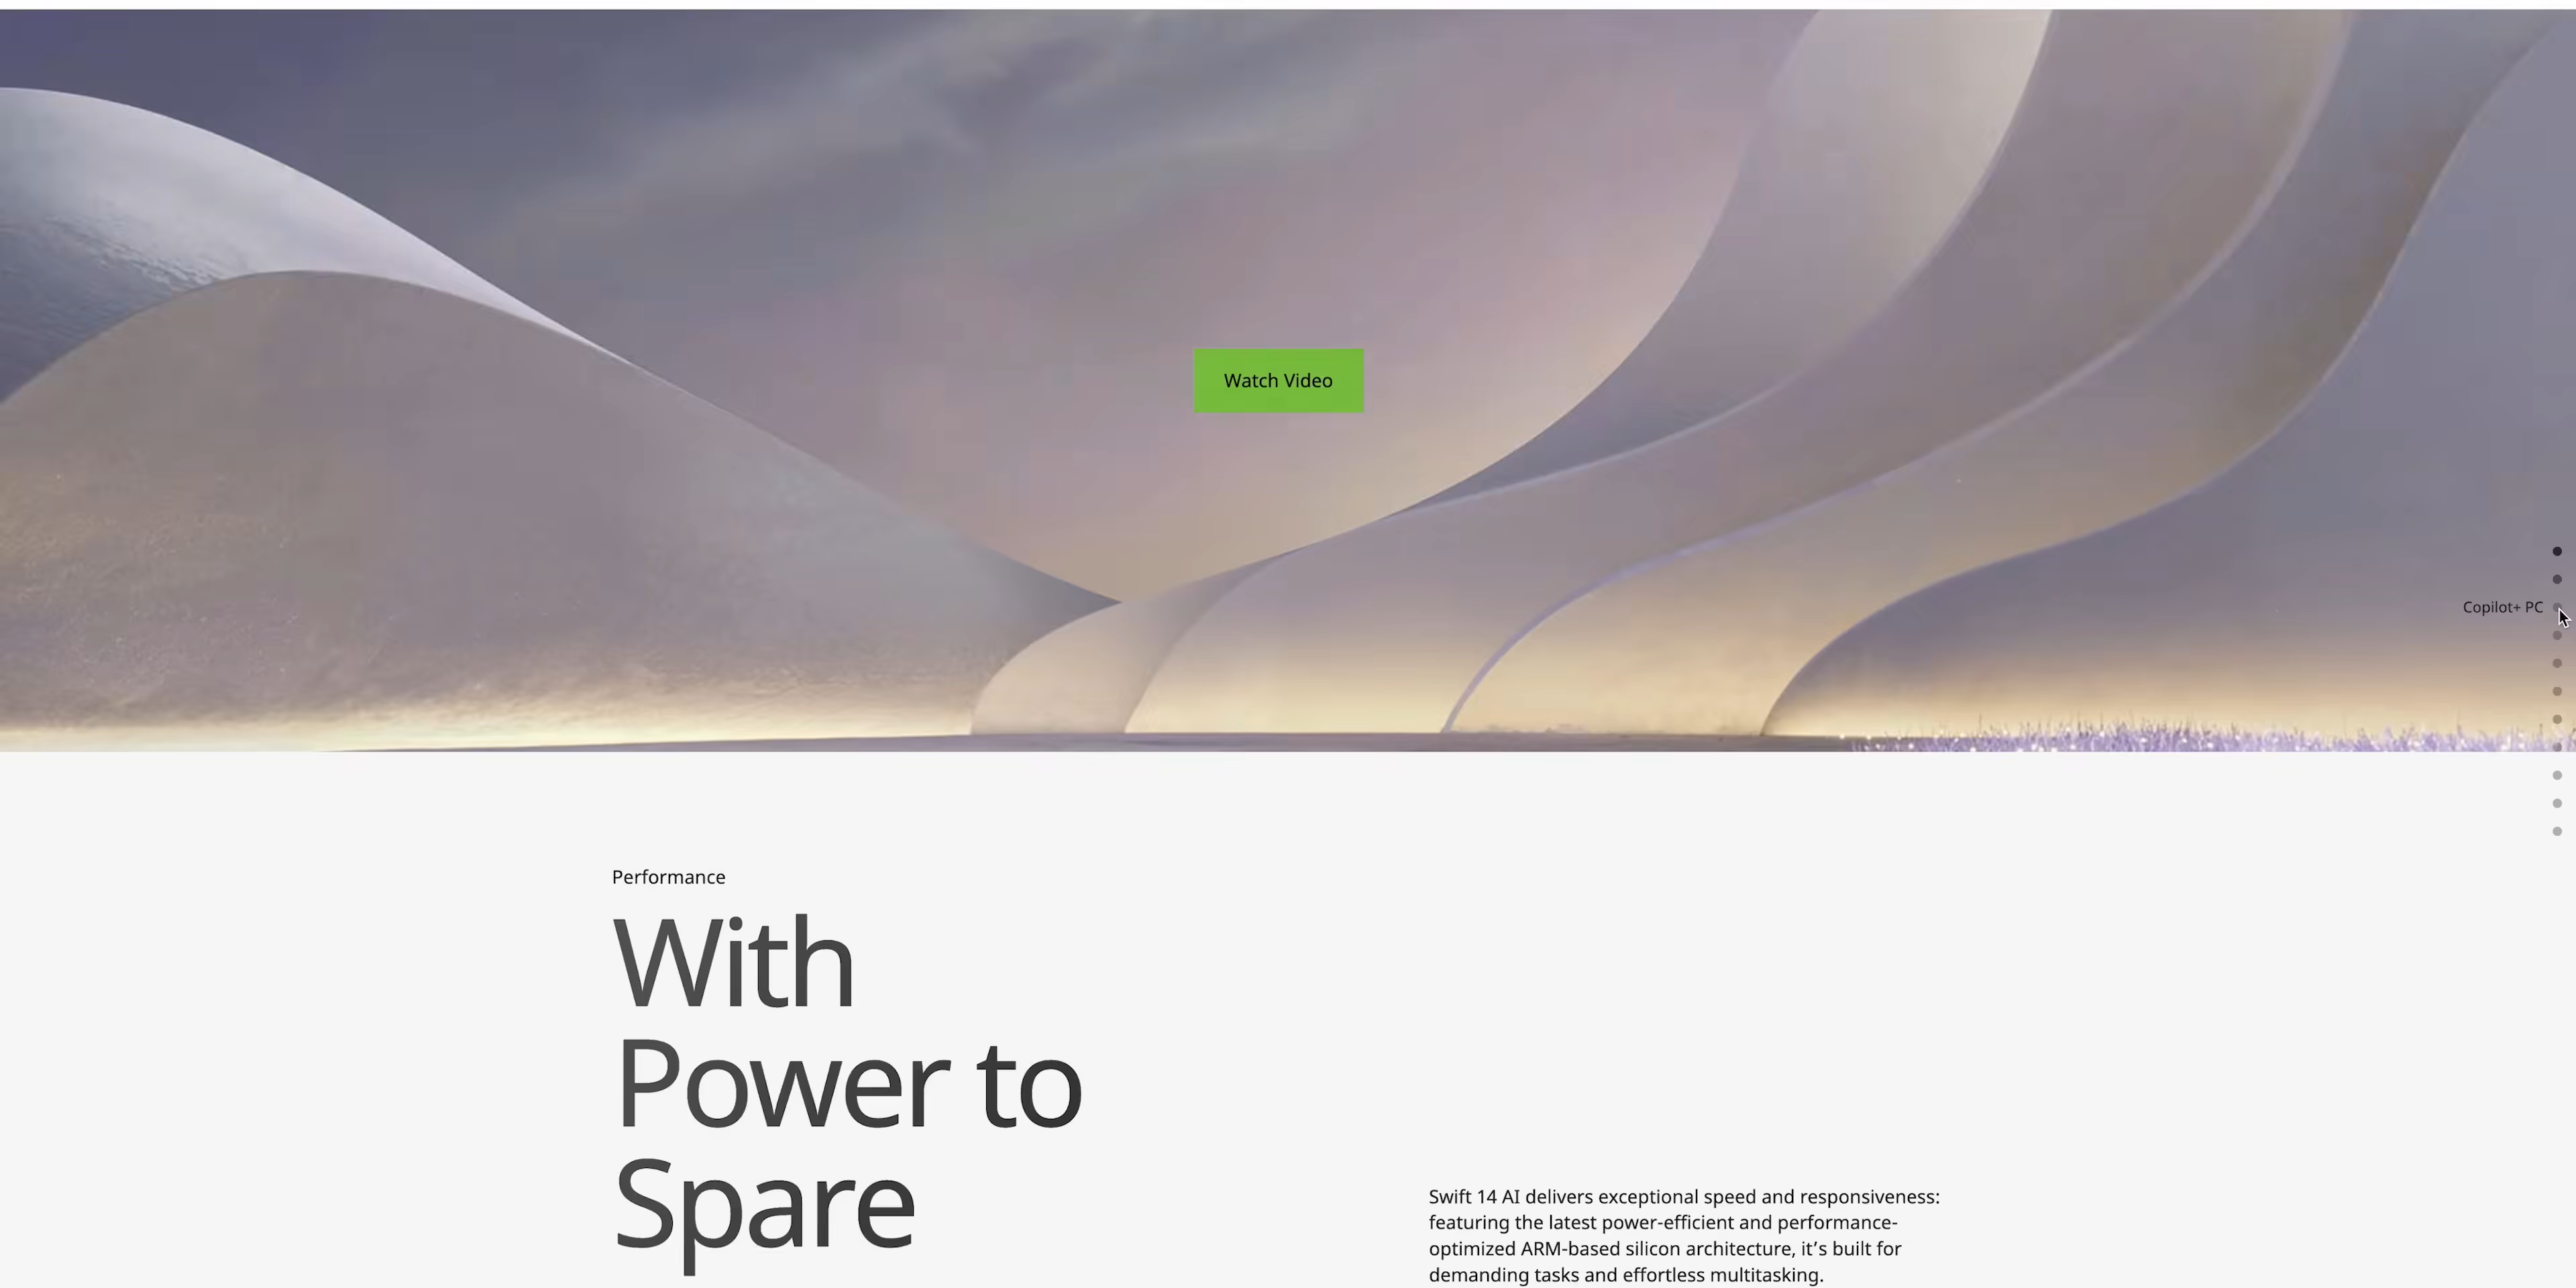 Watch Video
Copilot+ PC
Performance
With
Power to
Spare
Swift 14 AI delivers exceptional speed and responsiveness:
featuring the latest power-efficient and performance-
optimized ARM-based silicon architecture, it’s built for
demanding tasks and effortless multitasking.